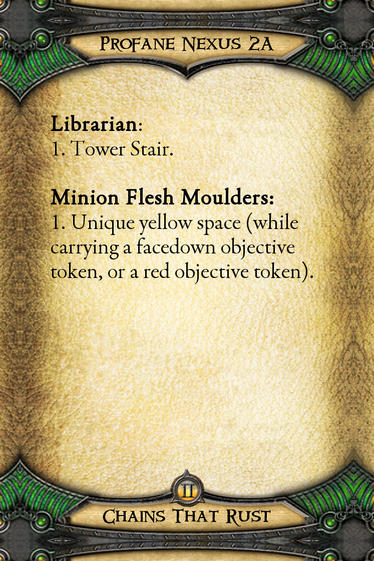 Profane Nexus 2A
Librarian:
1. Tower Stair.
Minion Flesh Moulders:
1. Unique yellow space (while
carrying a facedown objective
token, or a red objective token).
II
Chains That Rust